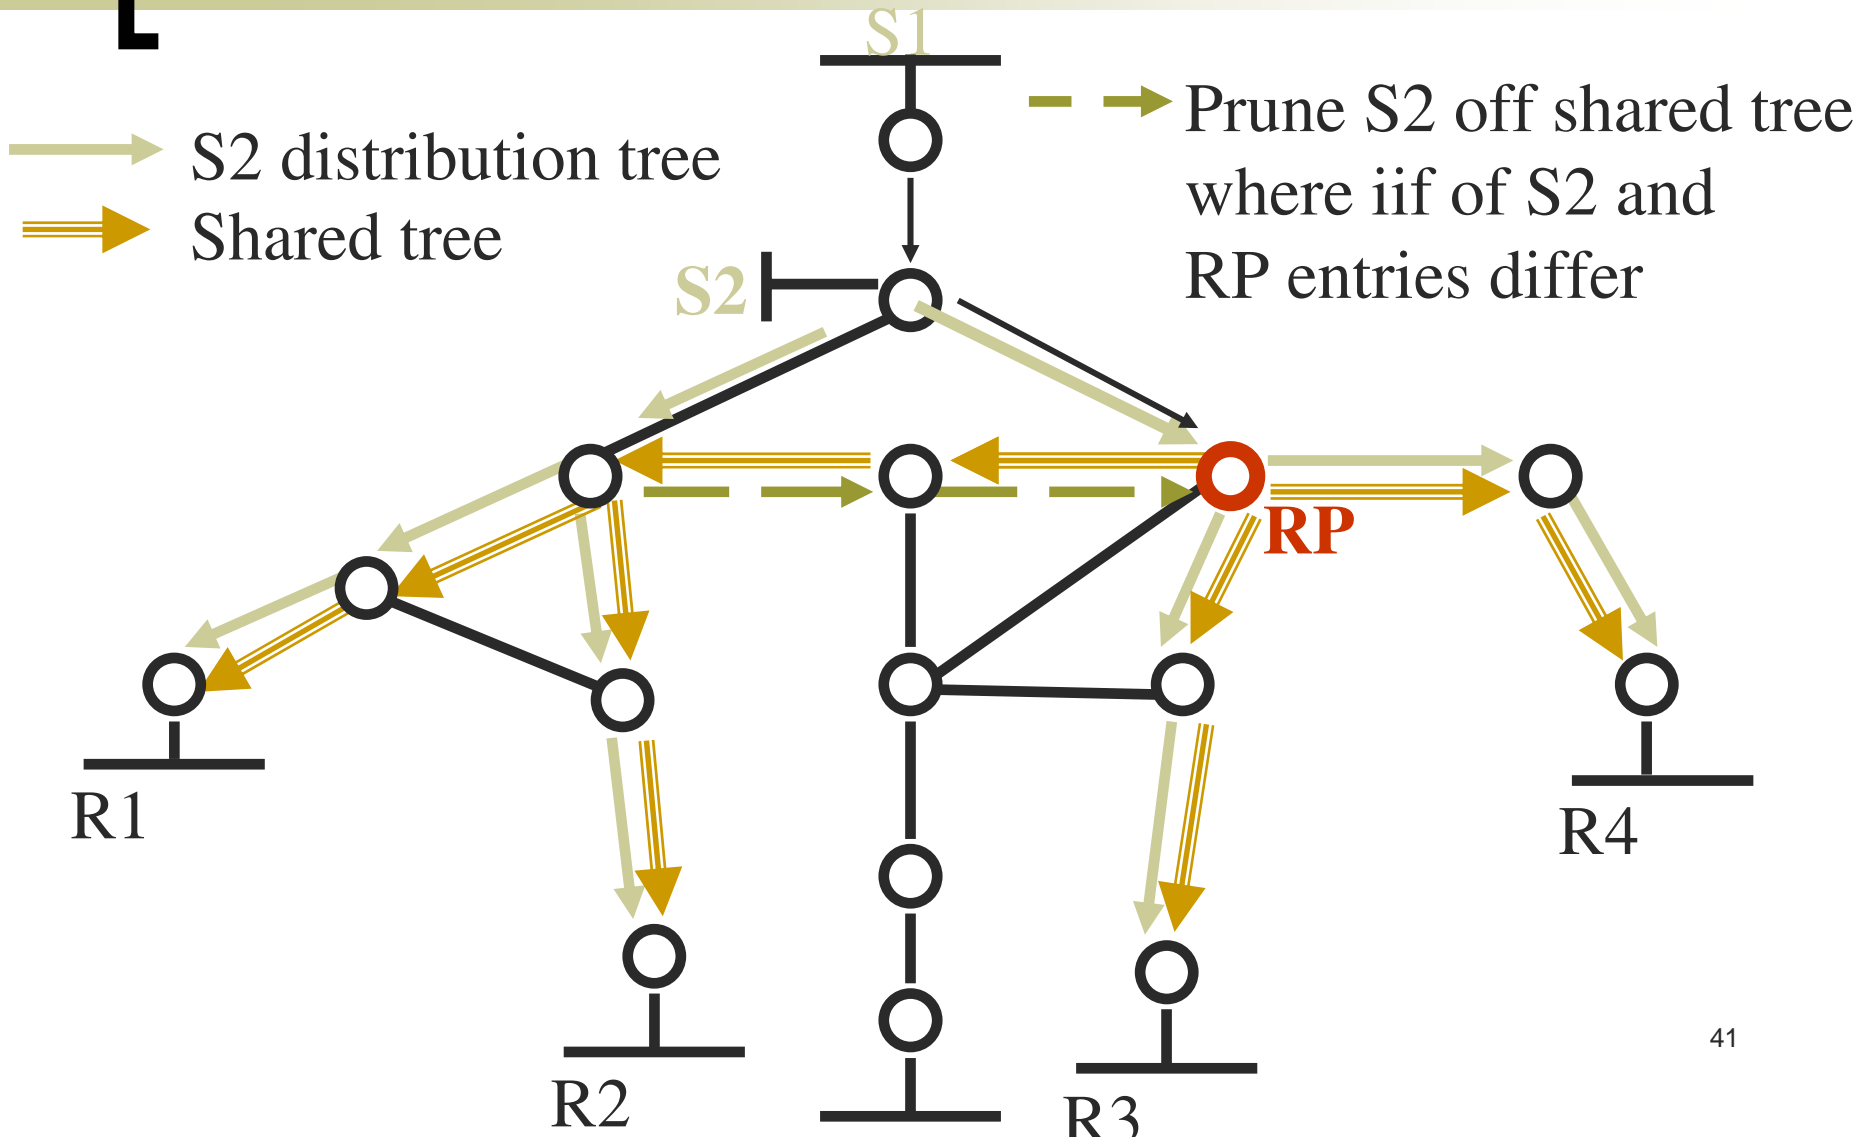 S1
Prune S2 off shared tree
S2 distribution tree
where iif of S2 and
Shared tree
RP entries differ
S2
RP
R1
R4
41
R2
R3